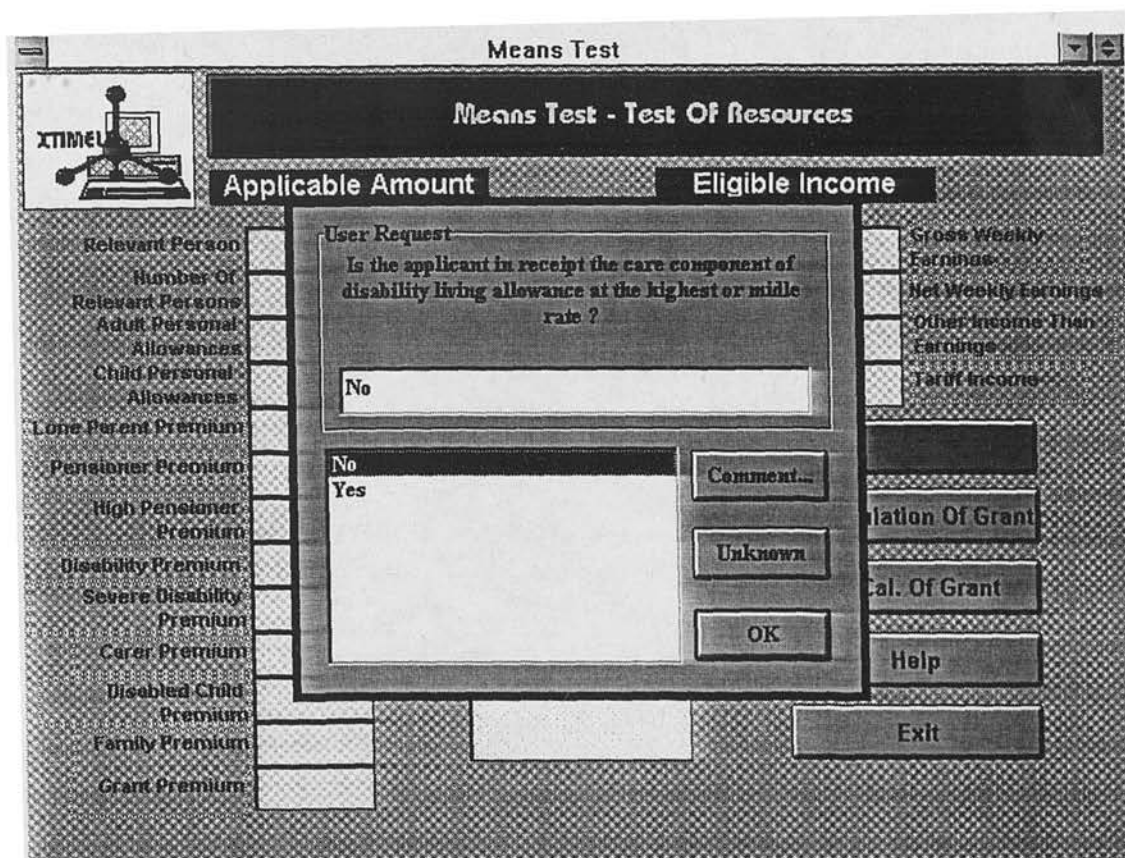 Means Test
XTIMEL
Means Test - Test Of Resources
Applicable Amount
Eligible Income
Relevant Person
Number Of
Relevant Persons
Adult Personal
Allowances
Child Personal
Allowances
Lone Parent Premium
Pensioner Premium
High Pensioner
Premium
Disability Premium
Severe Disability
Premium
Carer Premium
Disabled Child
Premium
Family Premium
Grant Premium
User Request
Is the applicant in receipt the care component of
disability living allowance at the highest or midle
rate ?
No
No
Yes
Comment...
Unknown
OK
Gross Weekly
Earnings
Net Weekly Earnings
Other Income Than
Earnings
Tariff Income
lation Of Grant
Cal. Of Grant
Help
Exit